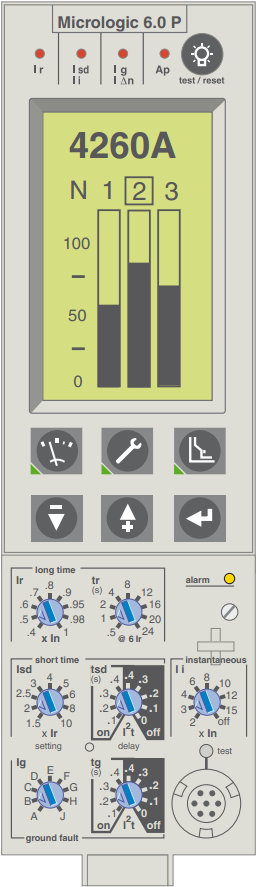 Micrologic 6.0 P
I r
I sd
I i
I g
I Δn
Ap
test / reset
4260A
N 1 2 3
100
50
0
long time
alarm
Ir
.4 .5 .6 .7 .8 .9 .95 .98 1
x In
tr
(s)
.5 1 2 4 8 12 16 20 24
@ 6 Ir
short time
instantaneous
Isd
1.5 2 2.5 3 4 5 6 8 10
x Ir
tsd
(s)
.1 .2 .3 .4 .4 .3 .2 .1 0
on I²t off
I i
2 3 4 6 8 10 12 15 off
x In
setting
delay
test
Ig
A B C D E F G H J
tg
(s)
.1 .2 .3 .4 .4 .3 .2 .1 0
on I²t off
ground fault